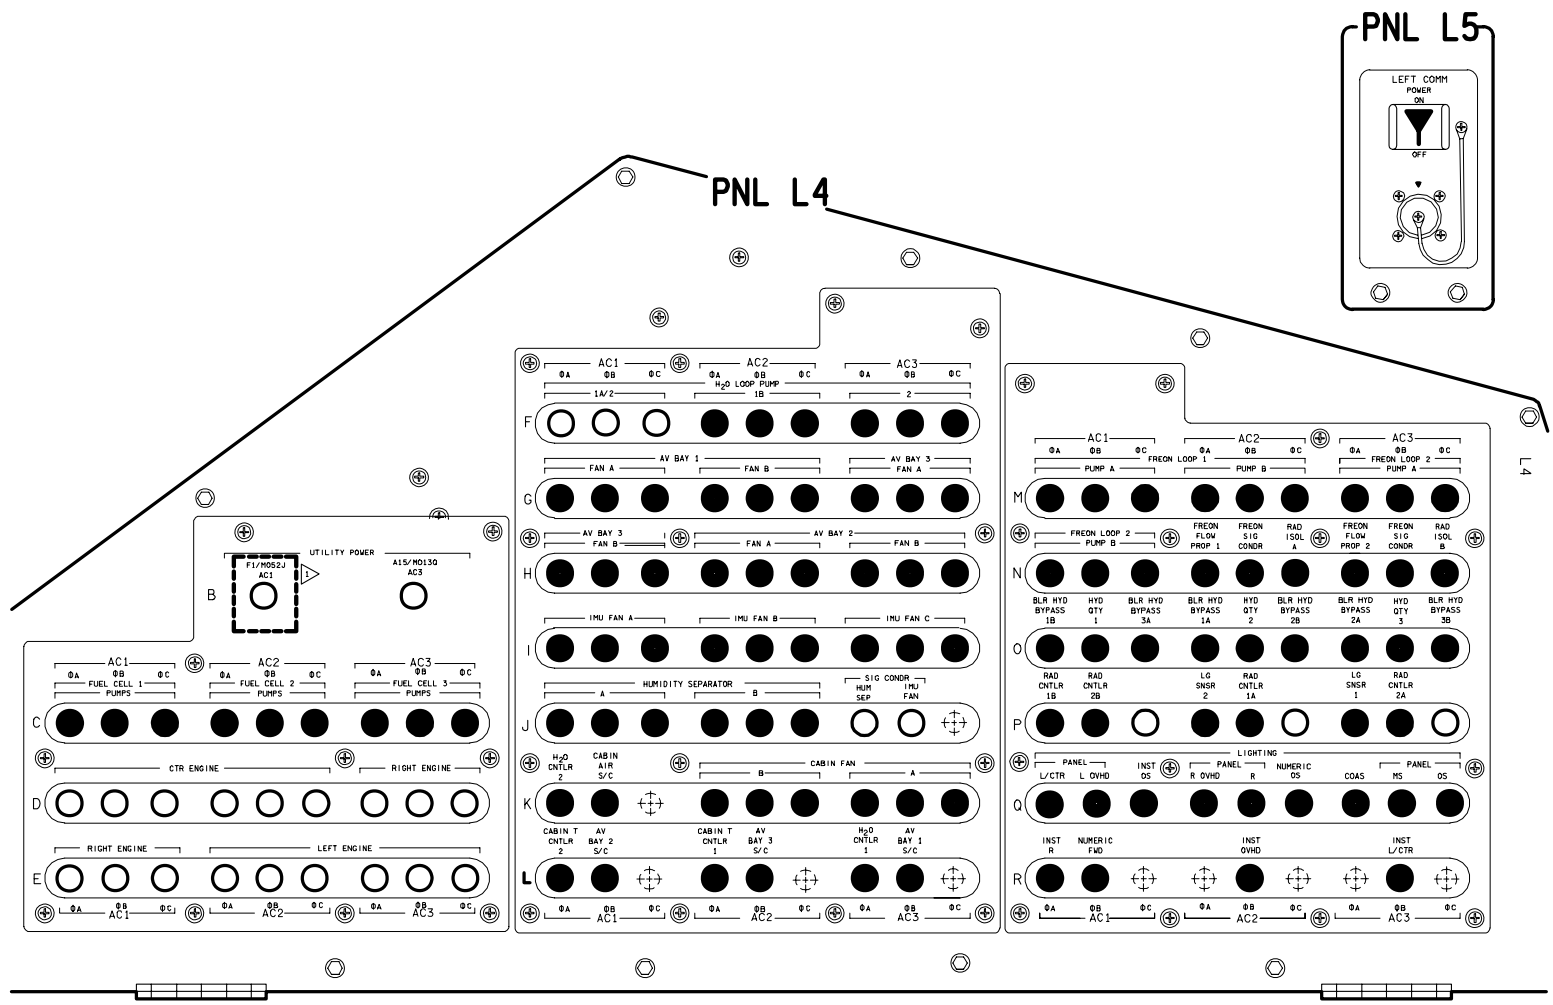 PNL L5
LEFT COMM
POWER
ON
OFF
PNL L4
L4
UTILITY POWER
F1/MO52J A15/MO13Q
AC1 AC3
1
B
AC1 AC2 AC3
ΦA ΦB ΦC ΦA ΦB ΦC ΦA ΦB ΦC
FUEL CELL 1 FUEL CELL 2 FUEL CELL 3
PUMPS PUMPS PUMPS
C
CTR ENGINE RIGHT ENGINE
D
RIGHT ENGINE LEFT ENGINE
E
ΦA ΦB ΦC ΦA ΦB ΦC ΦA ΦB ΦC
AC1 AC2 AC3
AC1 AC2 AC3
ΦA ΦB ΦC ΦA ΦB ΦC ΦA ΦB ΦC
H2O LOOP PUMP
1A/2 1B 2
F
AV BAY 1 AV BAY 3
FAN A FAN B FAN A
G
AV BAY 3 AV BAY 2
FAN B FAN A FAN B
H
IMU FAN A IMU FAN B IMU FAN C
I
HUMIDITY SEPARATOR SIG CONDR
A B HUM IMU
SEP FAN
J
H2O CABIN CABIN FAN
CNTLR AIR B A
2 S/C
K
CABIN T AV CABIN T AV H2O AV
CNTLR BAY 2 CNTLR BAY 3 CNTLR BAY 1
2 S/C 1 S/C 1 S/C
L
ΦA ΦB ΦC ΦA ΦB ΦC ΦA ΦB ΦC
AC1 AC2 AC3
AC1 AC2 AC3
ΦA ΦB ΦC ΦA ΦB ΦC ΦA ΦB ΦC
FREON LOOP 1 FREON LOOP 2
PUMP A PUMP B PUMP A
M
FREON LOOP 2 FREON FREON RAD FREON FREON RAD
PUMP B FLOW SIG ISOL FLOW SIG ISOL
PROP 1 CONDR A PROP 2 CONDR B
N
BLR HYD HYD BLR HYD BLR HYD HYD BLR HYD BLR HYD HYD BLR HYD
BYPASS QTY BYPASS BYPASS QTY BYPASS BYPASS QTY BYPASS
1B 1 3A 1A 2 2B 2A 3 3B
O
RAD RAD LG RAD LG RAD
CNTLR CNTLR SNSR CNTLR SNSR CNTLR
1B 2B 2 1A 1 2A
P
LIGHTING
PANEL INST PANEL NUMERIC PANEL
L/CTR L OVHD OS R OVHD R OS COAS MS OS
Q
INST NUMERIC INST INST
R FWD OVHD L/CTR
R
ΦA ΦB ΦC ΦA ΦB ΦC ΦA ΦB ΦC
AC1 AC2 AC3